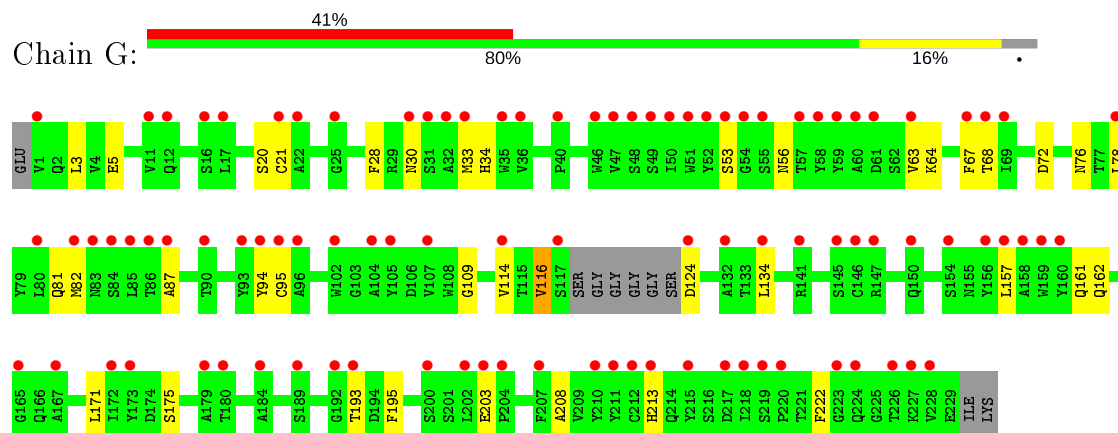 41%
Chain G:
80%
16%
.
GLU V1 Q2 L3 V4 E5 V11 Q12 S16 L17 S20 C21 A22 G25 F28 R29 N30 S31 A32 M33 H34 W35 V36 P40 W46 V47 S48 S49 I50 W51 Y52 S53 G54 S55 N56 T57 Y58 Y59 A60 D61 S62 V63 K64 F67 T68 I69 D72 N76 T77 L78
Y79 L80 Q81 M82 N83 S84 L85 T86 A87 T90 Y93 Y94 C95 A96 W102 G103 A104 Y105 D106 V107 W108 G109 V114 T115 V116 S117 SER GLY GLY GLY GLY SER D124 A132 T133 L134 R141 S145 C146 R147 Q150 S154 N155 Y156 L157 A158 W159 Y160 Q161 Q162
G165 Q166 A167 L171 I172 Y173 D174 S175 A179 T180 A184 S189 G192 T193 D194 F195 S200 S201 L202 E203 P204 F207 A208 V209 Y210 Y211 C212 H213 Q214 Y215 S216 D217 I218 S219 P220 T221 F222 G223 Q224 G225 T226 K227 V228 E229 ILE LYS